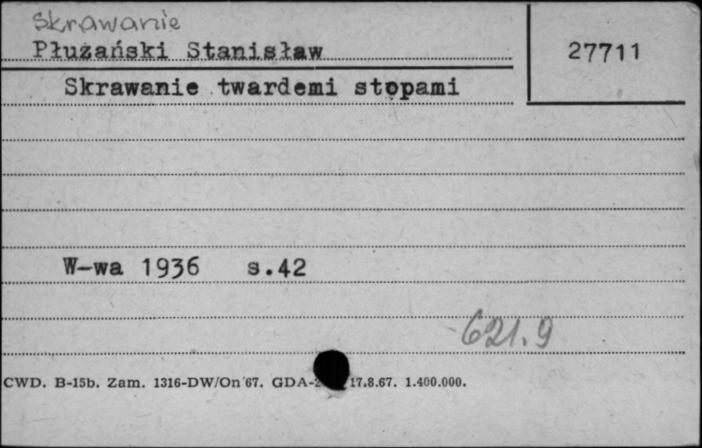 Skrawanie
Płużański Stanisław
27711
Skrawanie twardemi stopami
W-wa 1936 s.42
621.9
CWD. B-15b. Zam. 1316-DW/On 67. GDA- 17.8.67. 1.400.000.